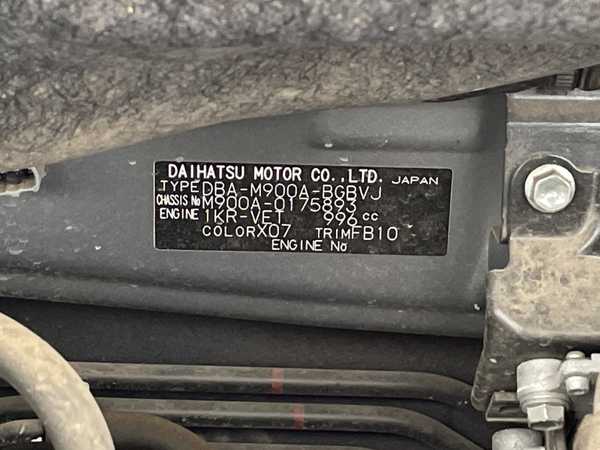 DAIHATSU MOTOR CO.,LTD. JAPAN
TYPE DBA-M900A-BGBVJ
CHASSIS No M900A-0175893
ENGINE 1KR-VET 996 cc
COLOR X07 TRIM FB10
ENGINE No